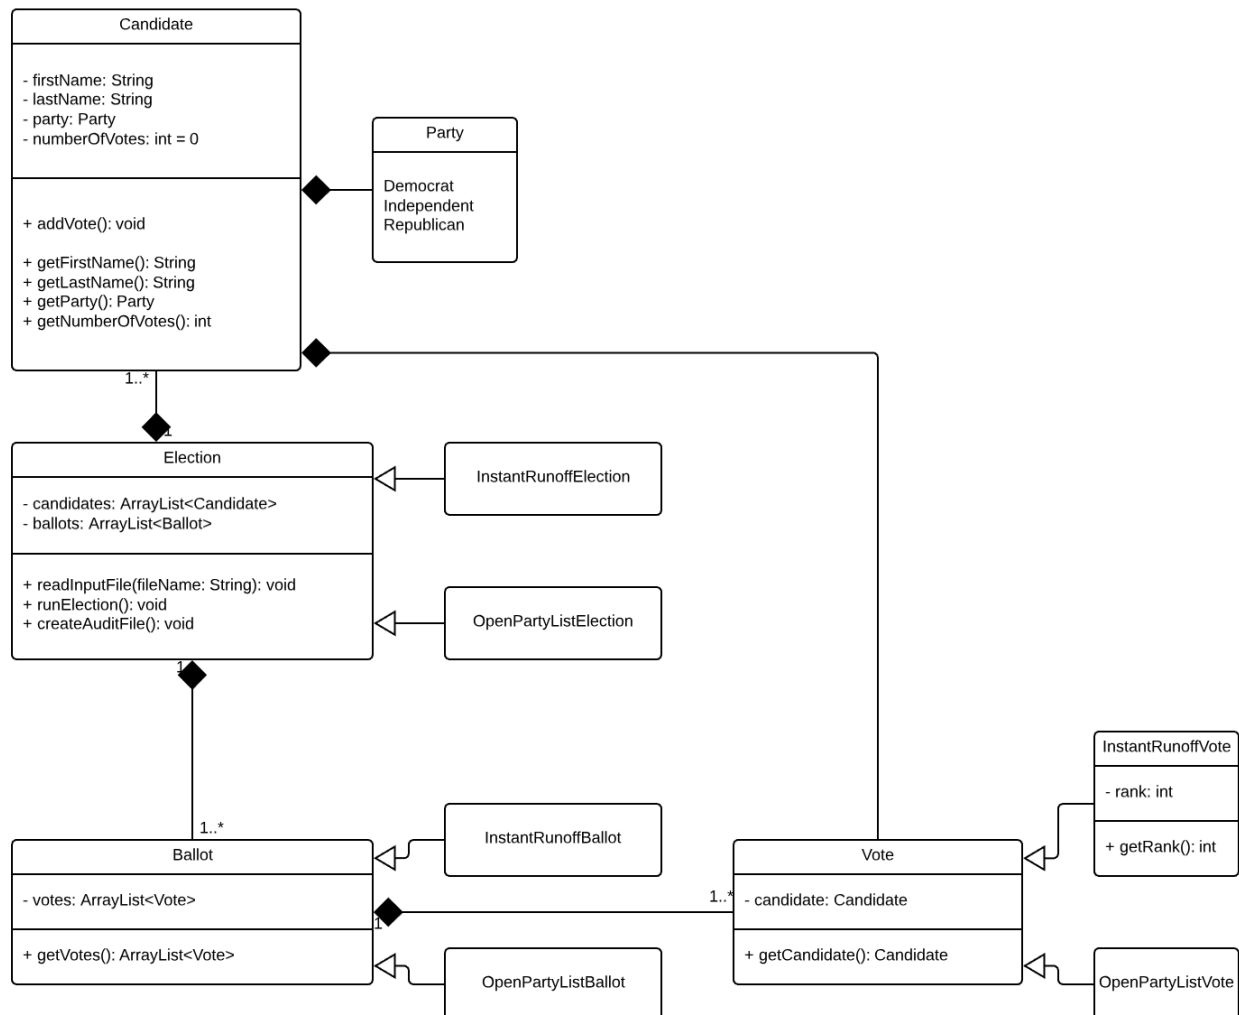 Candidate
- firstName: String
- lastName: String
- party: Party
- numberOfVotes: int = 0
+ addVote(): void
+ getFirstName(): String
+ getLastName(): String
+ getParty(): Party
+ getNumberOfVotes(): int
Party
Democrat
Independent
Republican
1..*
1
Election
- candidates: ArrayList<Candidate>
- ballots: ArrayList<Ballot>
+ readInputFile(fileName: String): void
+ runElection(): void
+ createAuditFile(): void
InstantRunoffElection
OpenPartyListElection
1
1..*
Ballot
- votes: ArrayList<Vote>
+ getVotes(): ArrayList<Vote>
InstantRunoffBallot
OpenPartyListBallot
1
1..*
Vote
- candidate: Candidate
+ getCandidate(): Candidate
InstantRunoffVote
- rank: int
+ getRank(): int
OpenPartyListVote